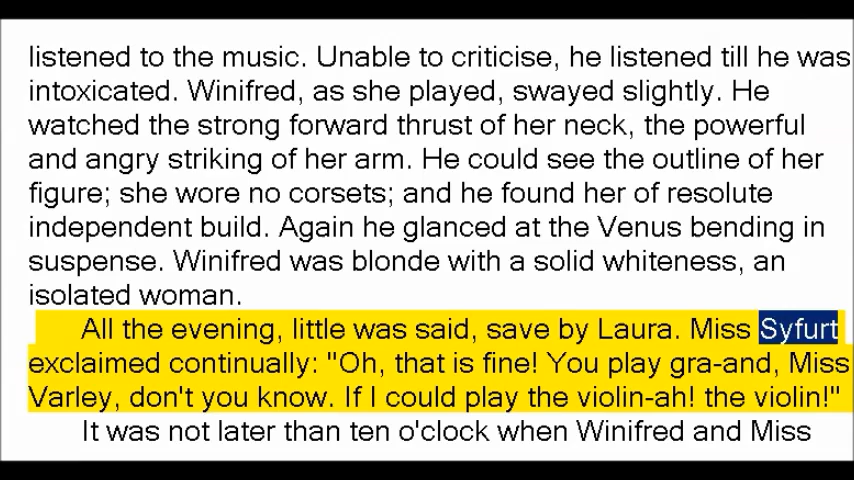 listened to the music. Unable to criticise, he listened till he was
intoxicated. Winifred, as she played, swayed slightly. He
watched the strong forward thrust of her neck, the powerful
and angry striking of her arm. He could see the outline of her
figure; she wore no corsets; and he found her of resolute
independent build. Again he glanced at the Venus bending in
suspense. Winifred was blonde with a solid whiteness, an
isolated woman.
All the evening, little was said, save by Laura. Miss Syfurt
exclaimed continually: "Oh, that is fine! You play gra-and, Miss
Varley, don't you know. If I could play the violin-ah! the violin!"
It was not later than ten o'clock when Winifred and Miss